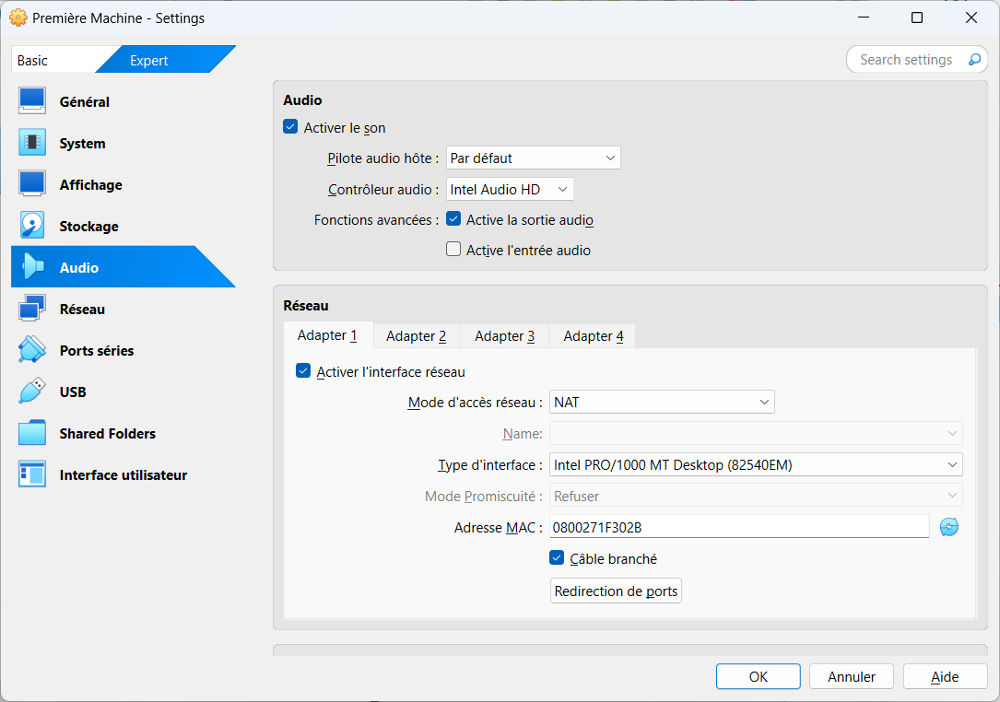 Première Machine - Settings
Basic
Expert
Search settings
Général
System
Affichage
Stockage
Audio
Réseau
Ports séries
USB
Shared Folders
Interface utilisateur
Audio
Activer le son
Pilote audio hôte : Par défaut
Contrôleur audio : Intel Audio HD
Fonctions avancées : Active la sortie audio
Active l'entrée audio
Réseau
Adapter 1 Adapter 2 Adapter 3 Adapter 4
Activer l'interface réseau
Mode d'accès réseau : NAT
Name:
Type d'interface : Intel PRO/1000 MT Desktop (82540EM)
Mode Promiscuité : Refuser
Adresse MAC : 0800271F302B
Câble branché
Redirection de ports
OK Annuler Aide